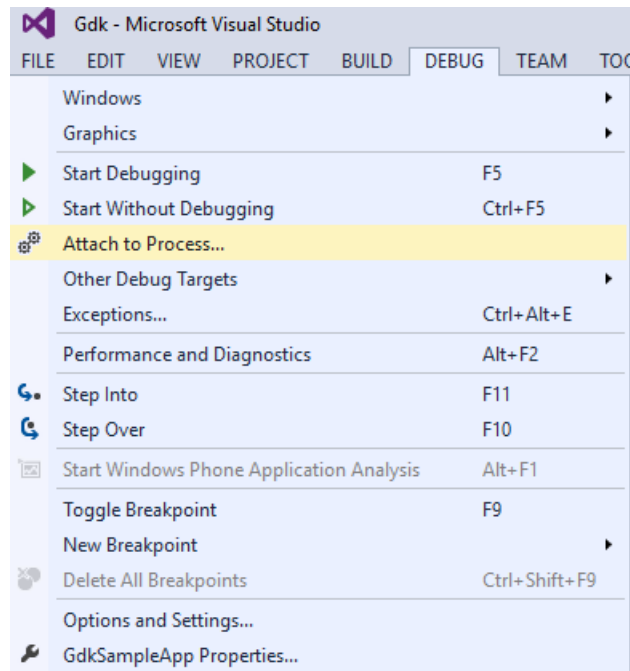 Gdk - Microsoft Visual Studio
FILE EDIT VIEW PROJECT BUILD DEBUG TEAM TOO
Windows
Graphics
Start Debugging F5
Start Without Debugging Ctrl+F5
Attach to Process...
Other Debug Targets
Exceptions... Ctrl+Alt+E
Performance and Diagnostics Alt+F2
Step Into F11
Step Over F10
Start Windows Phone Application Analysis Alt+F1
Toggle Breakpoint F9
New Breakpoint
Delete All Breakpoints Ctrl+Shift+F9
Options and Settings...
GdkSampleApp Properties...